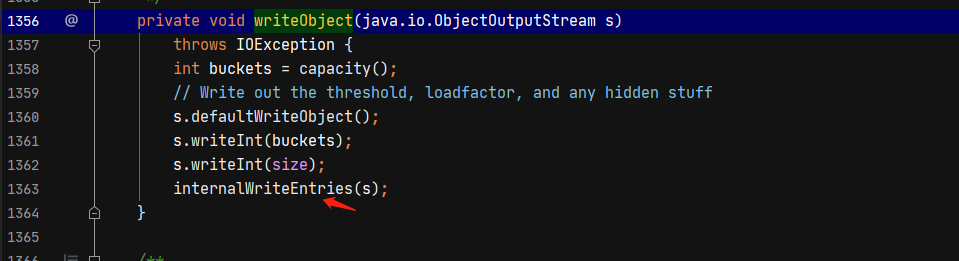 1356 @ private void writeObject(java.io.ObjectOutputStream s)
1357 throws IOException {
1358 int buckets = capacity();
1359 // Write out the threshold, loadfactor, and any hidden stuff
1360 s.defaultWriteObject();
1361 s.writeInt(buckets);
1362 s.writeInt(size);
1363 internalWriteEntries(s);
1364 }
1365
1366 /**